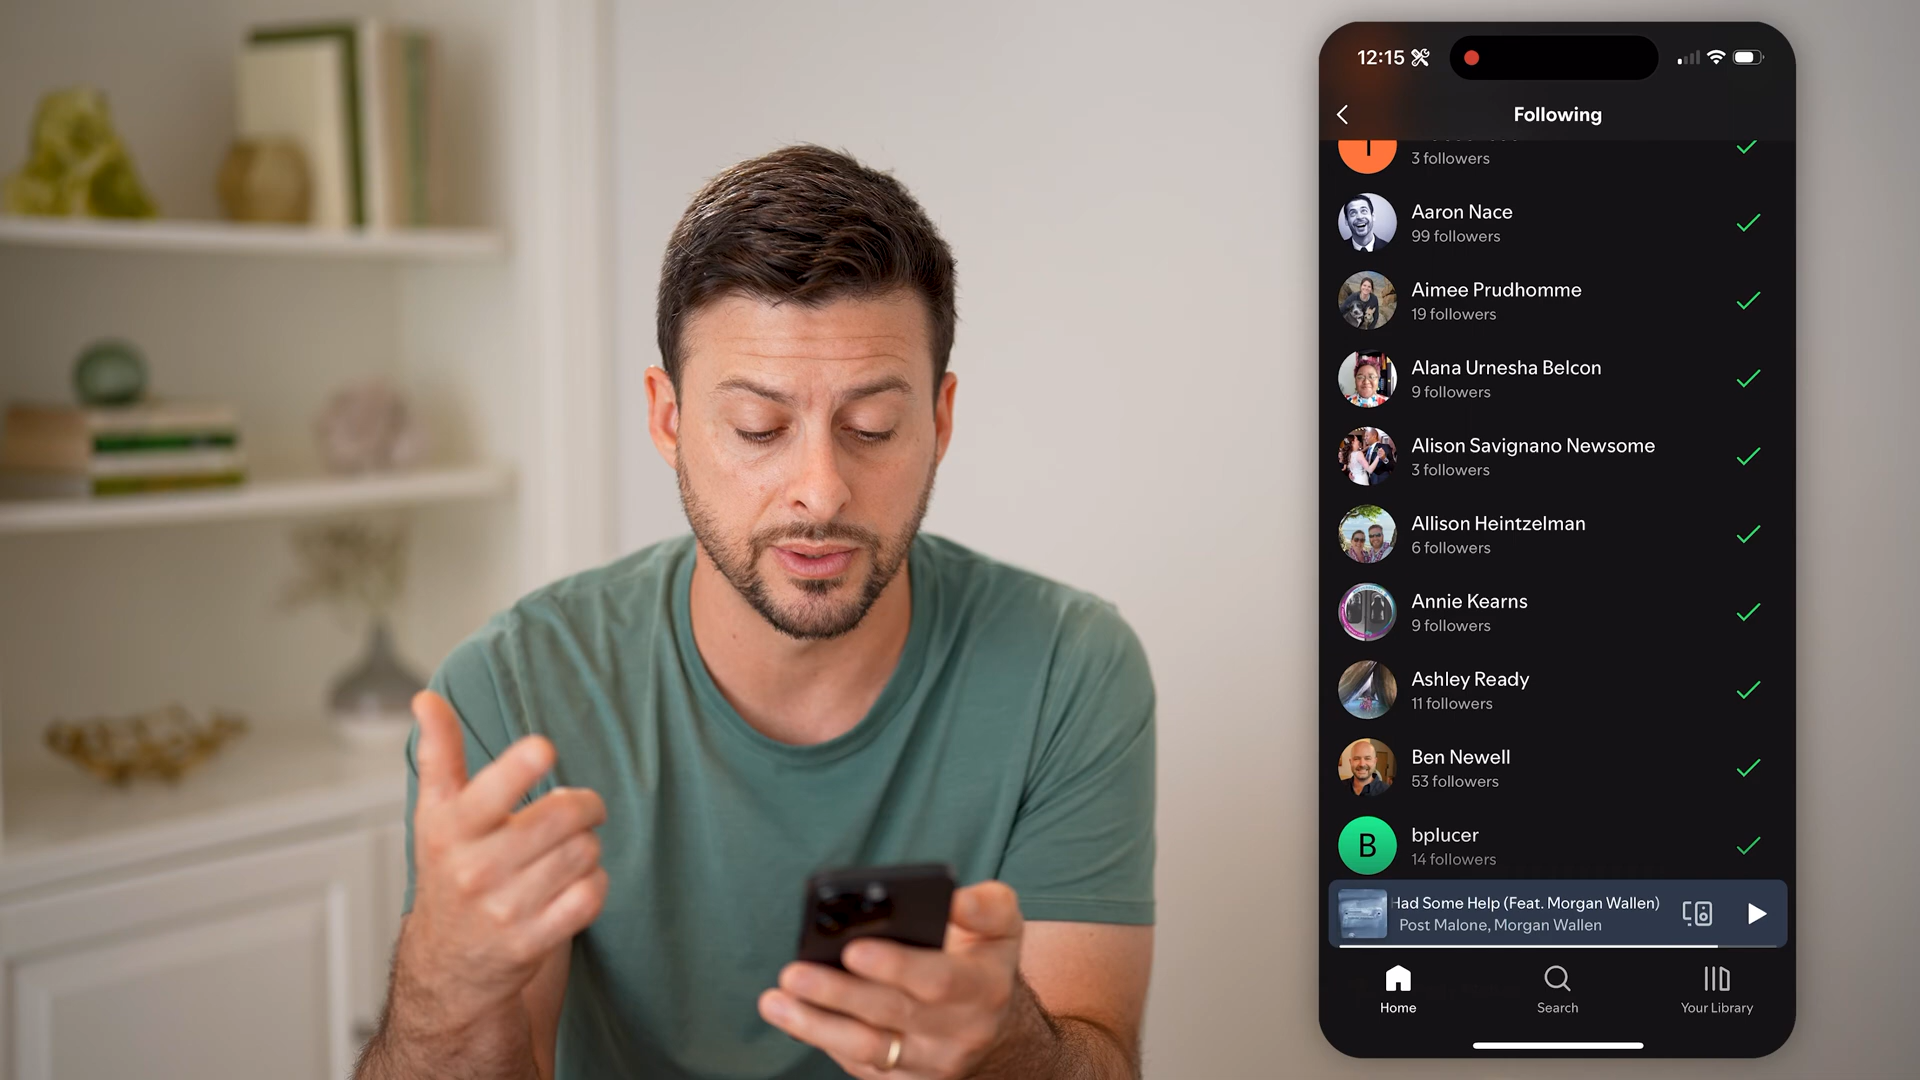 12:15
Following
3 followers
Aaron Nace
99 followers
Aimee Prudhomme
19 followers
Alana Urnesha Belcon
9 followers
Alison Savignano Newsome
3 followers
Allison Heintzelman
6 followers
Annie Kearns
9 followers
Ashley Ready
11 followers
Ben Newell
53 followers
B
bplucer
14 followers
Had Some Help (Feat. Morgan Wallen)
Post Malone, Morgan Wallen
Home
Search
Your Library